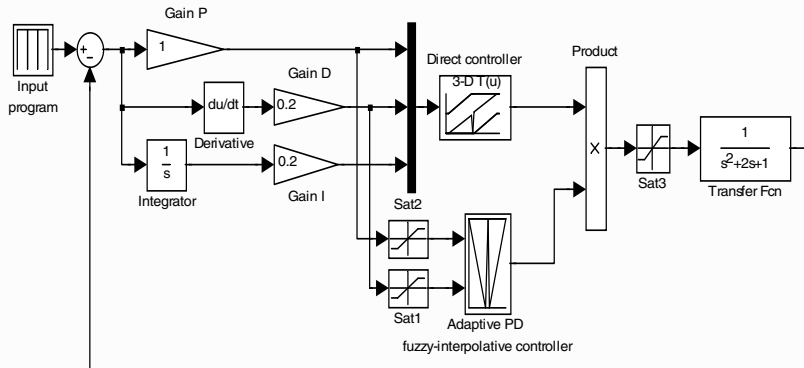 Gain P
1
Input
program
+
−
Gain D
du/dt
0.2
Derivative
1
s
0.2
Integrator
Gain I
Direct controller
3-D T(u)
Product
X
Sat3
1
s2+2s+1
Transfer Fcn
Sat2
Sat1
Adaptive PD
fuzzy-interpolative controller